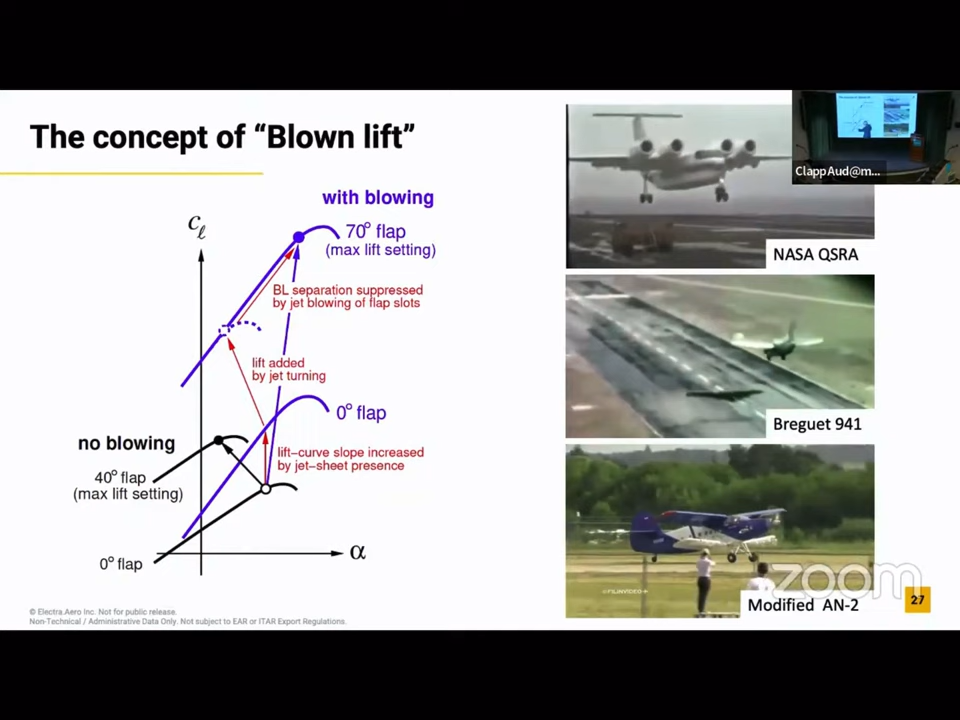 The concept of “Blown lift”
ClappAud@m...
with blowing
cℓ
70° flap
(max lift setting)
BL separation suppressed
by jet blowing of flap slots
lift added
by jet turning
0° flap
no blowing
lift-curve slope increased
by jet-sheet presence
40° flap
(max lift setting)
α
0° flap
NASA QSRA
Breguet 941
©FILINVIDEO
zoom
Modified AN-2
27
© Electra.Aero Inc. Not for public release.
Non-Technical / Administrative Data Only. Not subject to EAR or ITAR Export Regulations.